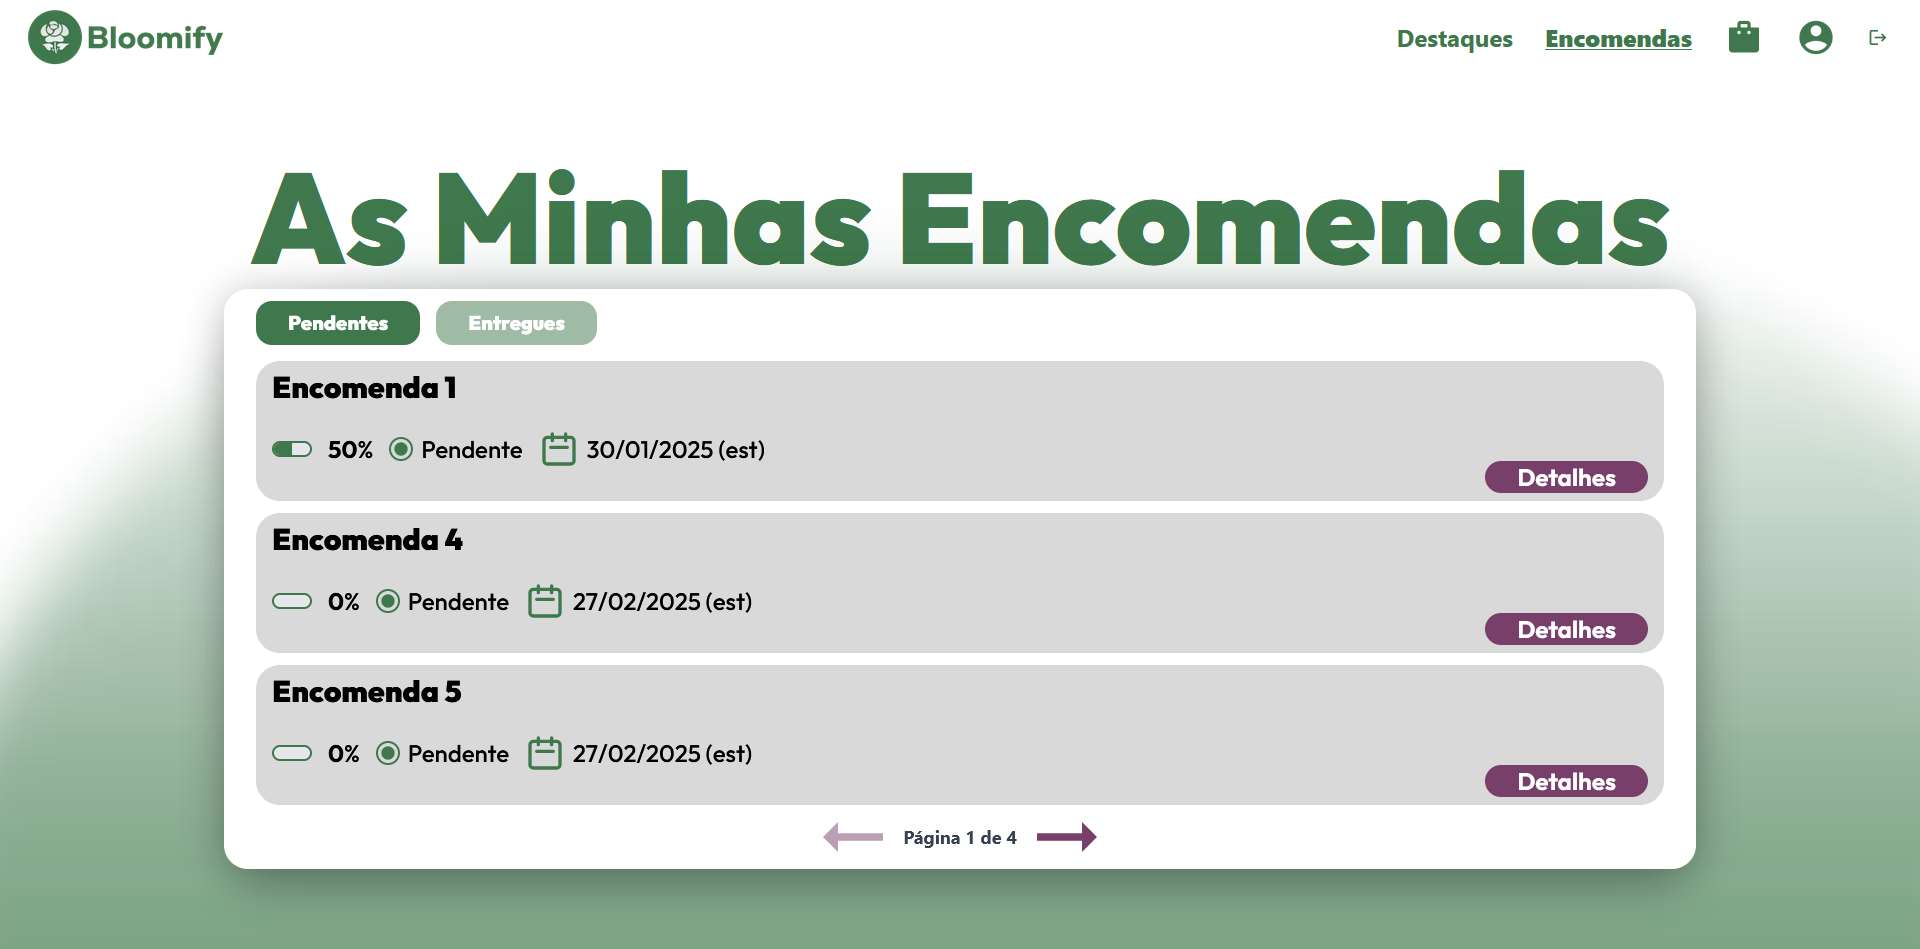 Bloomify
Destaques
Encomendas
As Minhas Encomendas
Pendentes
Entregues
Encomenda 1
50% Pendente 30/01/2025 (est)
Detalhes
Encomenda 4
0% Pendente 27/02/2025 (est)
Detalhes
Encomenda 5
0% Pendente 27/02/2025 (est)
Detalhes
Página 1 de 4